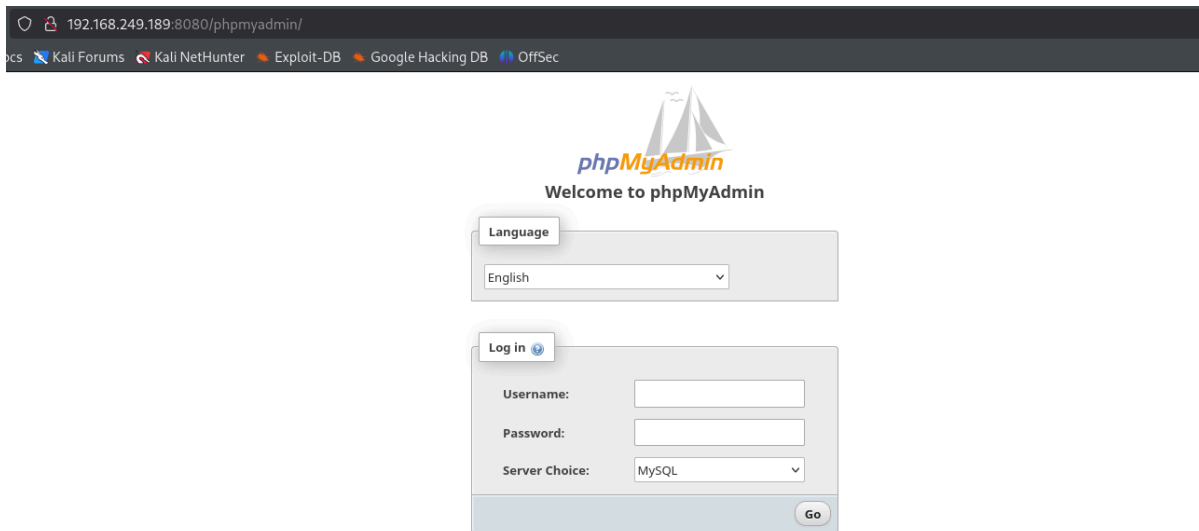 192.168.249.189:8080/phpmyadmin/
ocs Kali Forums Kali NetHunter Exploit-DB Google Hacking DB OffSec
phpMyAdmin
Welcome to phpMyAdmin
Language
English
Log in
Username:
Password:
Server Choice: MySQL
Go